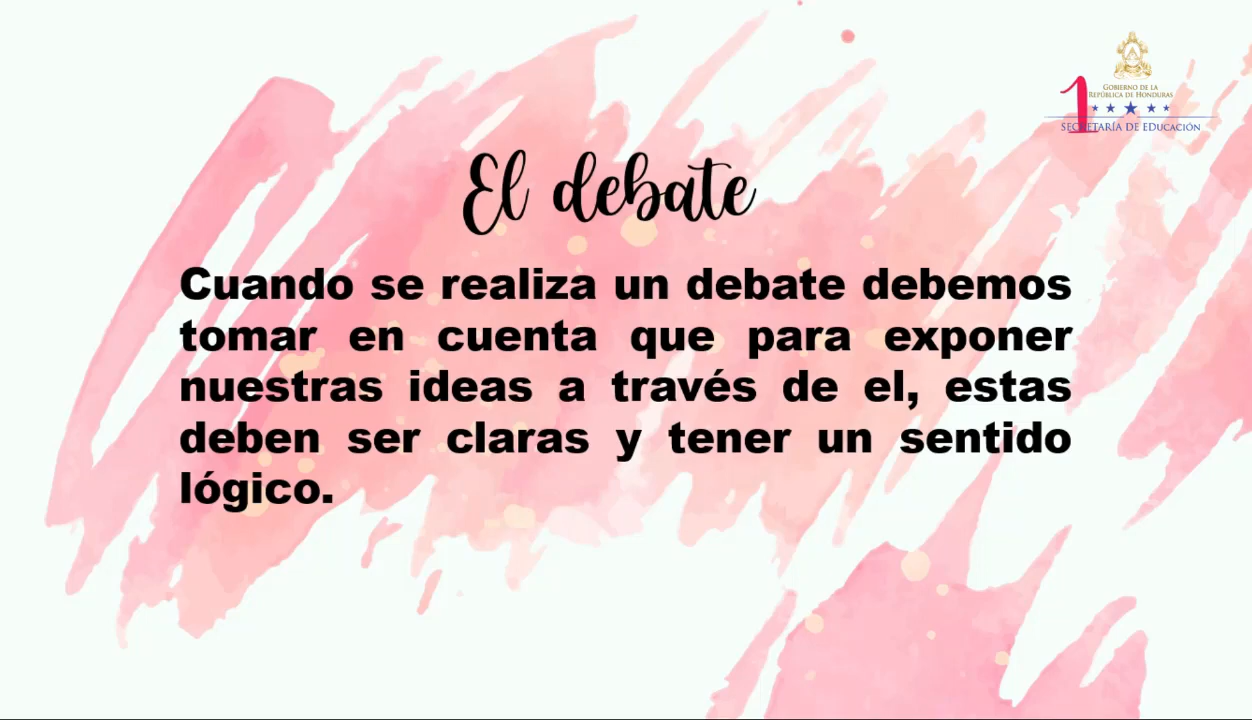 GOBIERNO DE LA
REPÚBLICA DE HONDURAS
1
SECRETARÍA DE EDUCACIÓN
El debate
Cuando se realiza un debate debemos
tomar en cuenta que para exponer
nuestras ideas a través de el, estas
deben ser claras y tener un sentido
lógico.